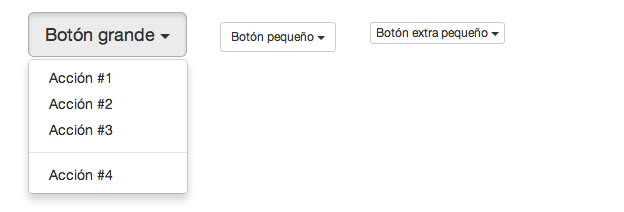 Botón grande
Botón pequeño
Botón extra pequeño
Acción #1
Acción #2
Acción #3
Acción #4